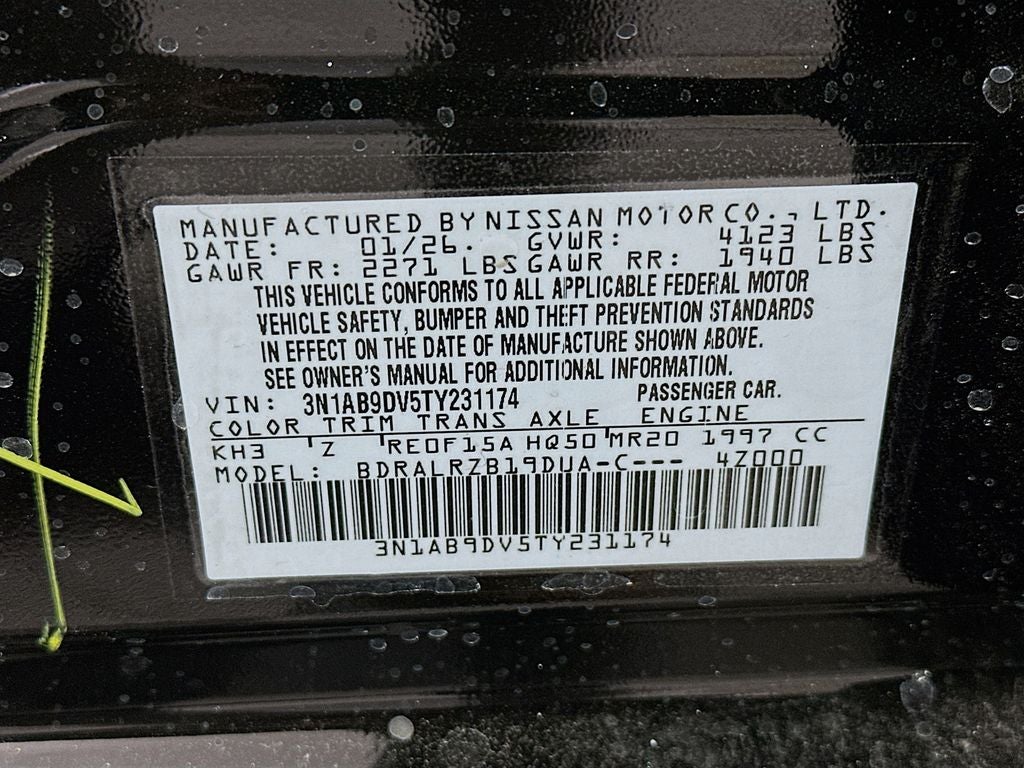 MANUFACTURED BY NISSAN MOTOR CO., LTD.
DATE: 01/26. GVWR: 4123 LBS
GAWR FR: 2271 LBS GAWR RR: 1940 LBS
THIS VEHICLE CONFORMS TO ALL APPLICABLE FEDERAL MOTOR
VEHICLE SAFETY, BUMPER AND THEFT PREVENTION STANDARDS
IN EFFECT ON THE DATE OF MANUFACTURE SHOWN ABOVE.
SEE OWNER'S MANUAL FOR ADDITIONAL INFORMATION.
VIN: 3N1AB9DV5TY231174 PASSENGER CAR.
COLOR TRIM TRANS AXLE ENGINE
KH3 Z RE0F15A HQ50 MR20 1997 CC
MODEL: BDRALRZB19DUA-C--- 4Z000
3N1AB9DV5TY231174